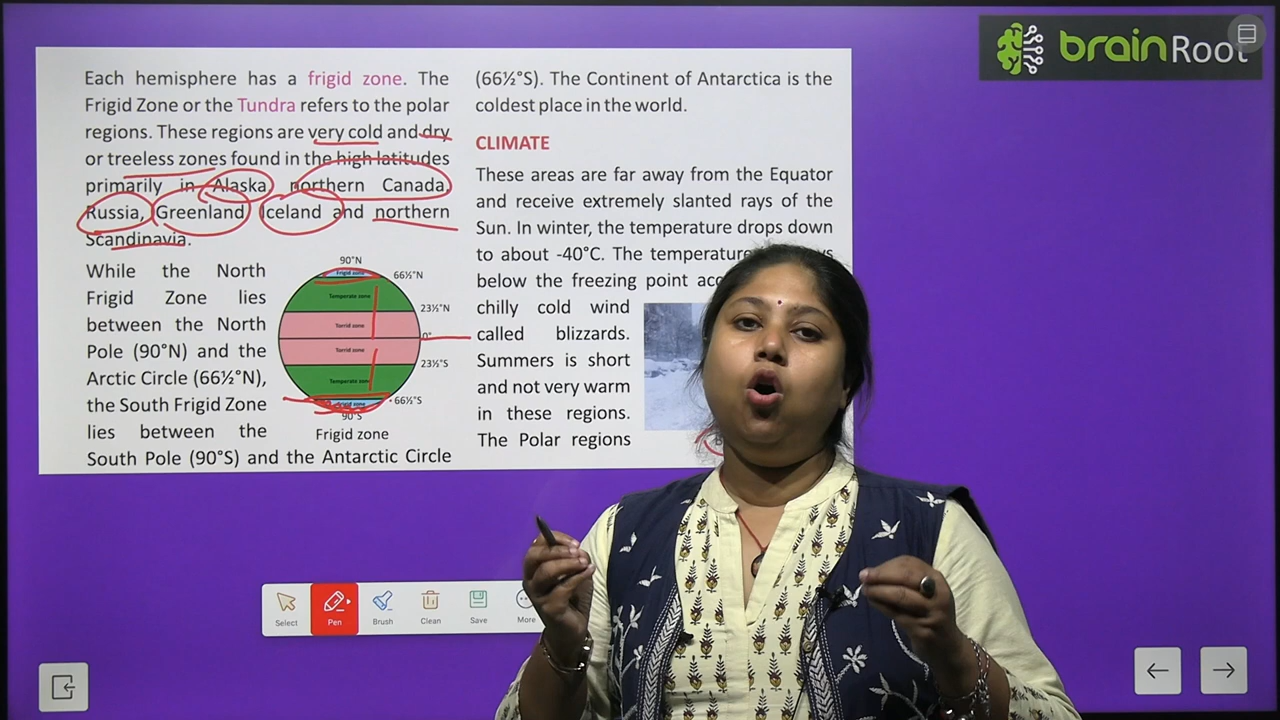 brainRoot
Each hemisphere has a frigid zone. The
Frigid Zone or the Tundra refers to the polar
regions. These regions are very cold and dry
or treeless zones found in the high latitudes
primarily in Alaska, northern Canada,
Russia, Greenland Iceland and northern
Scandinavia.
While the North
Frigid Zone lies
between the North
Pole (90°N) and the
Arctic Circle (66½°N),
the South Frigid Zone
lies between the
South Pole (90°S) and the Antarctic Circle
90°N
Frigid zone
66½°N
Temperate zone
23½°N
Torrid zone
0°
Torrid zone
23½°S
Temperate zone
Frigid zone
66½°S
90°S
Frigid zone
(66½°S). The Continent of Antarctica is the
coldest place in the world.
CLIMATE
These areas are far away from the Equator
and receive extremely slanted rays of the
Sun. In winter, the temperature drops down
to about -40°C. The temperature
below the freezing point
chilly cold wind
called blizzards.
Summers is short
and not very warm
in these regions.
The Polar regions
Select
Pen
Brush
Clean
Save
More